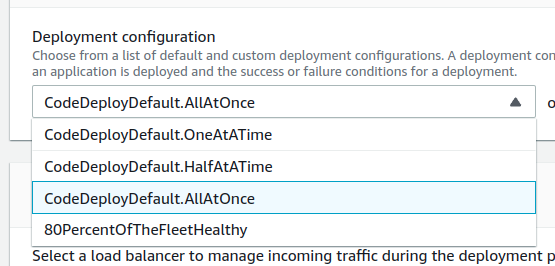 Deployment configuration
Choose from a list of default and custom deployment configurations. A deployment
an application is deployed and the success or failure conditions for a deployment.
CodeDeployDefault.AllAtOnce
CodeDeployDefault.OneAtATime
CodeDeployDefault.HalfAtATime
CodeDeployDefault.AllAtOnce
80PercentOfTheFleetHealthy
Select a load balancer to manage incoming traffic during the deployment